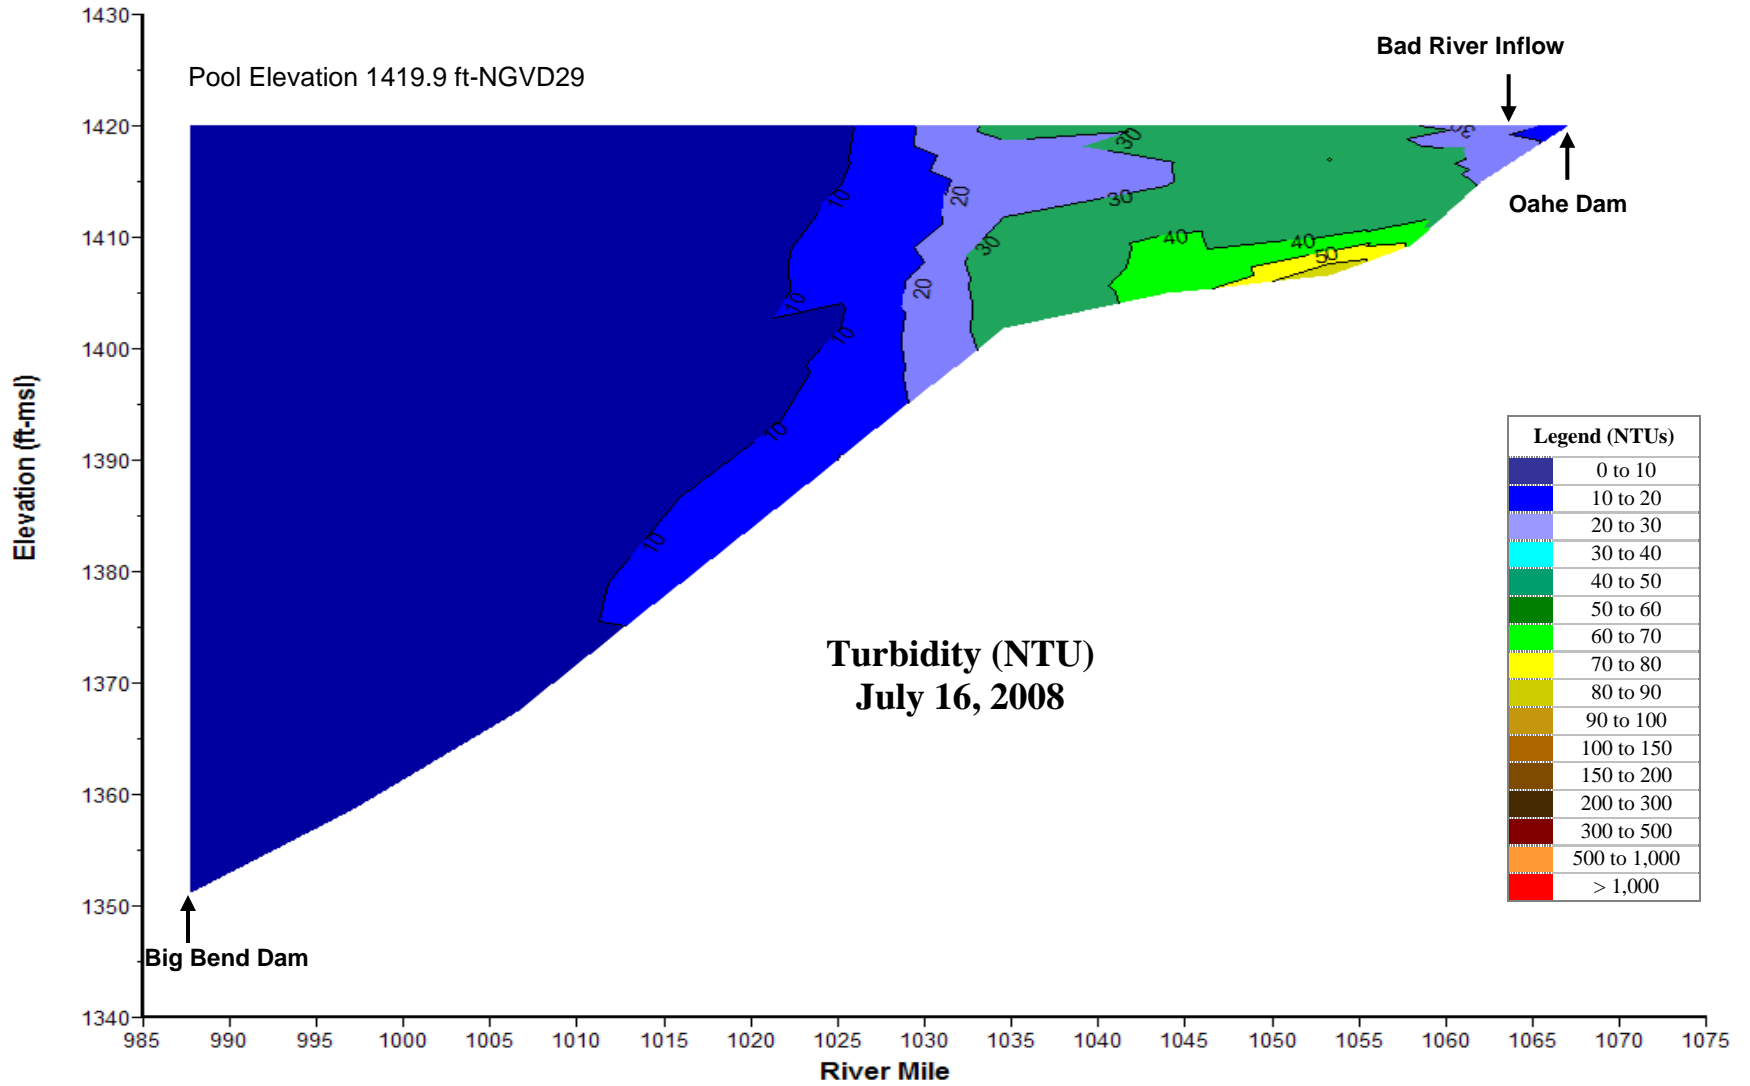 1430
Bad River Inflow
Pool Elevation 1419.9 ft-NGVD29
1420
30
30
Oahe Dam
10
20
30
1410
30
40
40
50
20
10
1400
10
Elevation (ft-msl)
10
1390
Legend (NTUs)
0 to 10
10 to 20
20 to 30
30 to 40
40 to 50
50 to 60
60 to 70
70 to 80
80 to 90
90 to 100
100 to 150
150 to 200
200 to 300
300 to 500
500 to 1,000
> 1,000
10
1380
Turbidity (NTU)
July 16, 2008
1370
1360
1350
Big Bend Dam
1340
985 990 995 1000 1005 1010 1015 1020 1025 1030 1035 1040 1045 1050 1055 1060 1065 1070 1075
River Mile